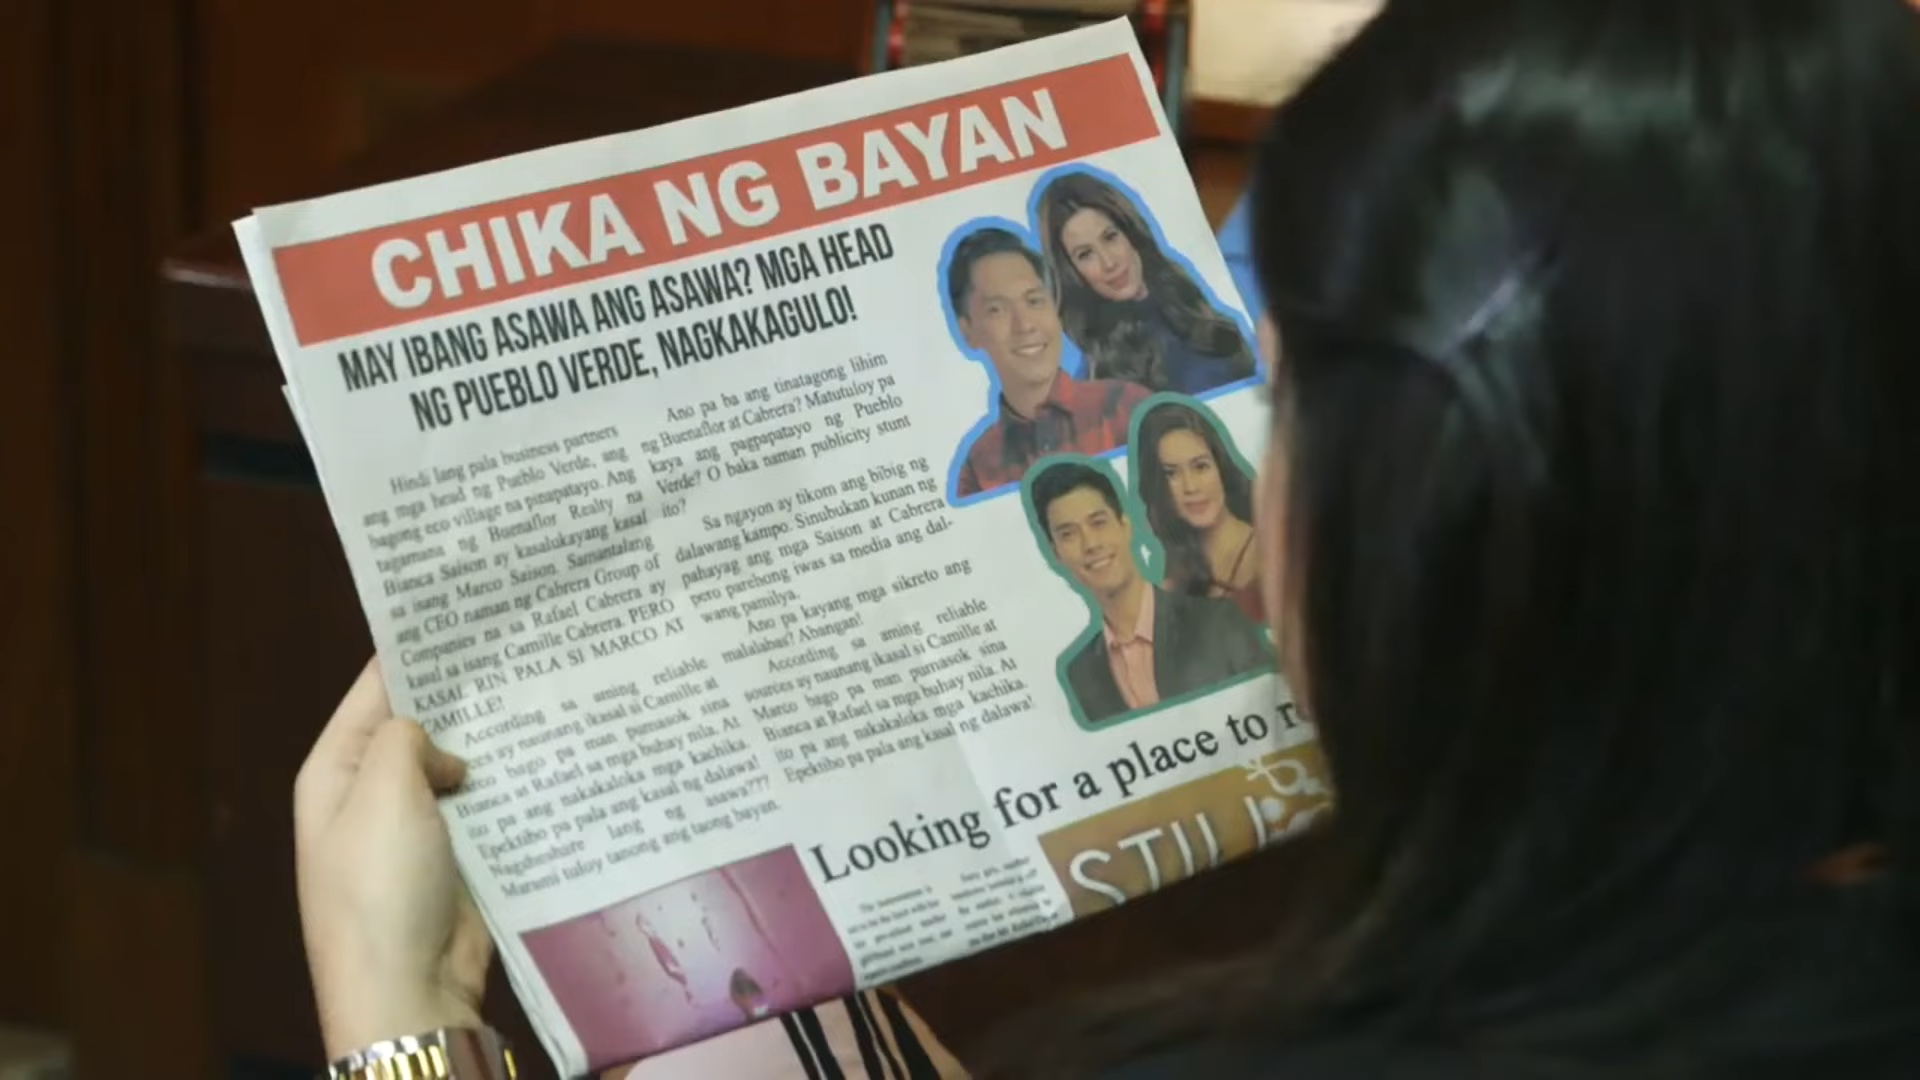 CHIKA NG BAYAN
MAY IBANG ASAWA ANG ASAWA? MGA HEAD
NG PUEBLO VERDE, NAGKAKAGULO!
Hindi lang pala business partners
ang mga head ng Pueblo Verde, ang
bagong eco village na pinapatayo. Ang
tagamana ng Buenaflor Realty na
Bianca Saison ay kasalukayang kasal
sa isang Marco Saison. Samantalang
ang CEO naman ng Cabrera Group of
Companies na sa Rafael Cabrera ay
kasal sa isang Camille Cabrera. PERO
KASAL RIN PALA SI MARCO AT
CAMILLE!
According sa aming reliable
ay naunang ikasal si Camille at
bago pa man pumasok sina
Bianca at Rafael sa mga buhay nila. At
ito pa ang nakakaloka mga kachika.
Epektibo pa pala ang kasal ng dalawa!
Nagsheshare lang ng asawa???
Marami tuloy tanong ang taong bayan.
Ano pa ba ang tinatagong lihim
ng Buenaflor at Cabrera? Matutuloy pa
kaya ang pagpapatayo ng Pueblo
Verde? O baka naman publicity stunt
ito?
Sa ngayon ay tikom ang bibig ng
dalawang kampo. Sinubukan kunan ng
pahayag ang mga Saison at Cabrera
pero parehong iwas sa media ang dal-
wang pamilya.
Ano pa kayang mga sikreto ang
malalabas? Abangan!
According sa aming reliable
sources ay naunang ikasal si Camille at
Marco bago pa man pumasok sina
Bianca at Rafael sa mga buhay nila. At
ito pa ang nakakaloka mga kachika.
Epektibo pa pala ang kasal ng dalawa!
Looking for a place to